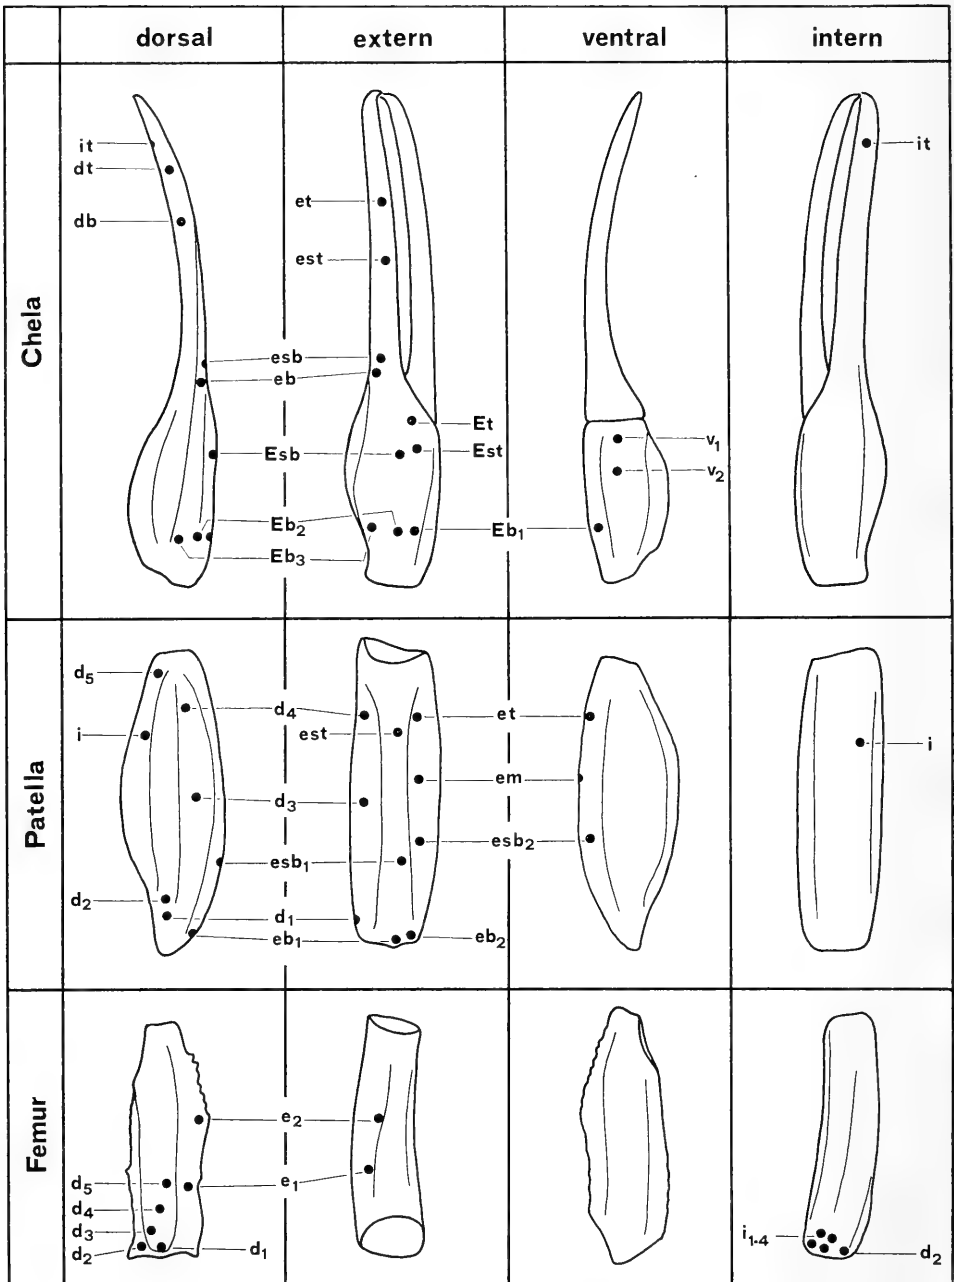 dorsal extern ventral intern
Chela
it
it
dt
et
db
est
esb
eb
Et
Esb
Est
v₁
v₂
Eb₂
Eb₁
Eb₃
Patella
d₅
d₄
et
i
est
i
em
d₃
esb₂
esb₁
d₂
d₁
eb₁
eb₂
Femur
e₂
d₅
e₁
d₄
d₃
i₁₋₄
d₂
d₁
d₂